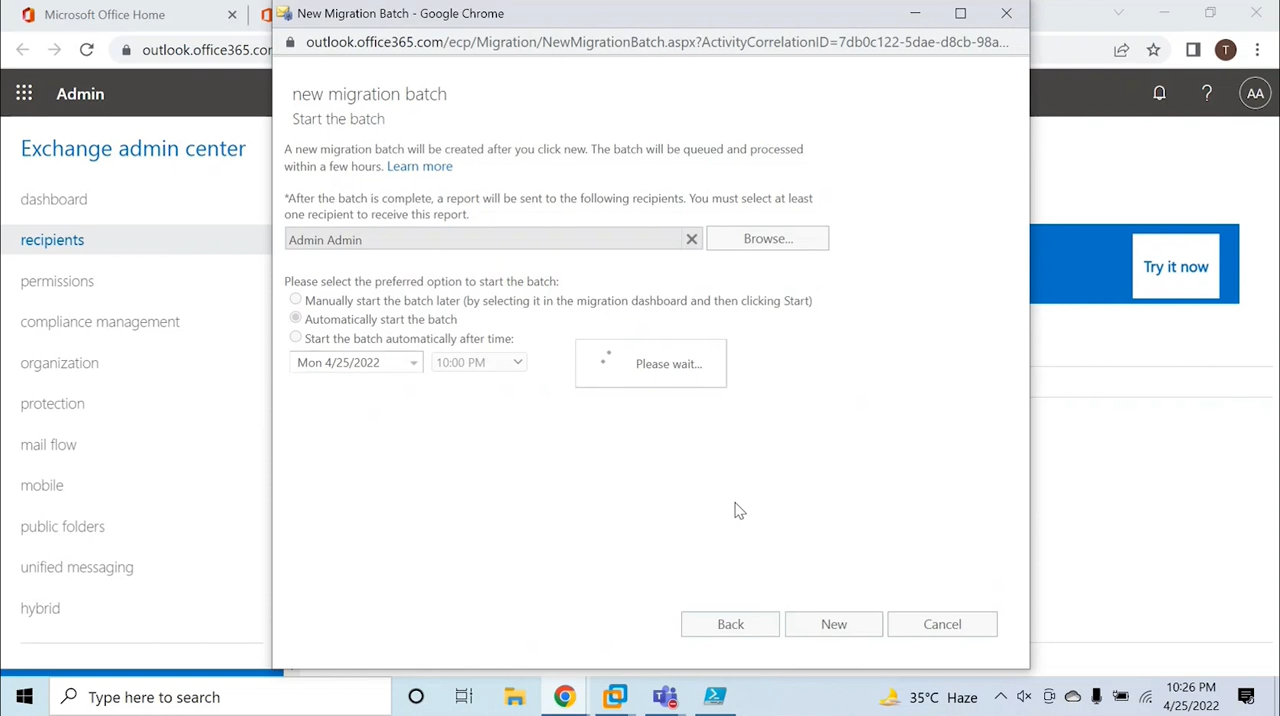 Microsoft Office Home
New Migration Batch - Google Chrome
outlook.office365.co
outlook.office365.com/ecp/Migration/NewMigrationBatch.aspx?ActivityCorrelationID=7db0c122-5dae-d8cb-98a...
T
Admin
AA
Exchange admin center
dashboard
recipients
permissions
compliance management
organization
protection
mail flow
mobile
public folders
unified messaging
hybrid
new migration batch
Start the batch
A new migration batch will be created after you click new. The batch will be queued and processed
within a few hours. Learn more
*After the batch is complete, a report will be sent to the following recipients. You must select at least
one recipient to receive this report.
Admin Admin
Browse...
Please select the preferred option to start the batch:
Manually start the batch later (by selecting it in the migration dashboard and then clicking Start)
Automatically start the batch
Start the batch automatically after time:
Mon 4/25/2022
10:00 PM
Please wait...
Back
New
Cancel
Try it now
Type here to search
35°C Haze
10:26 PM
4/25/2022